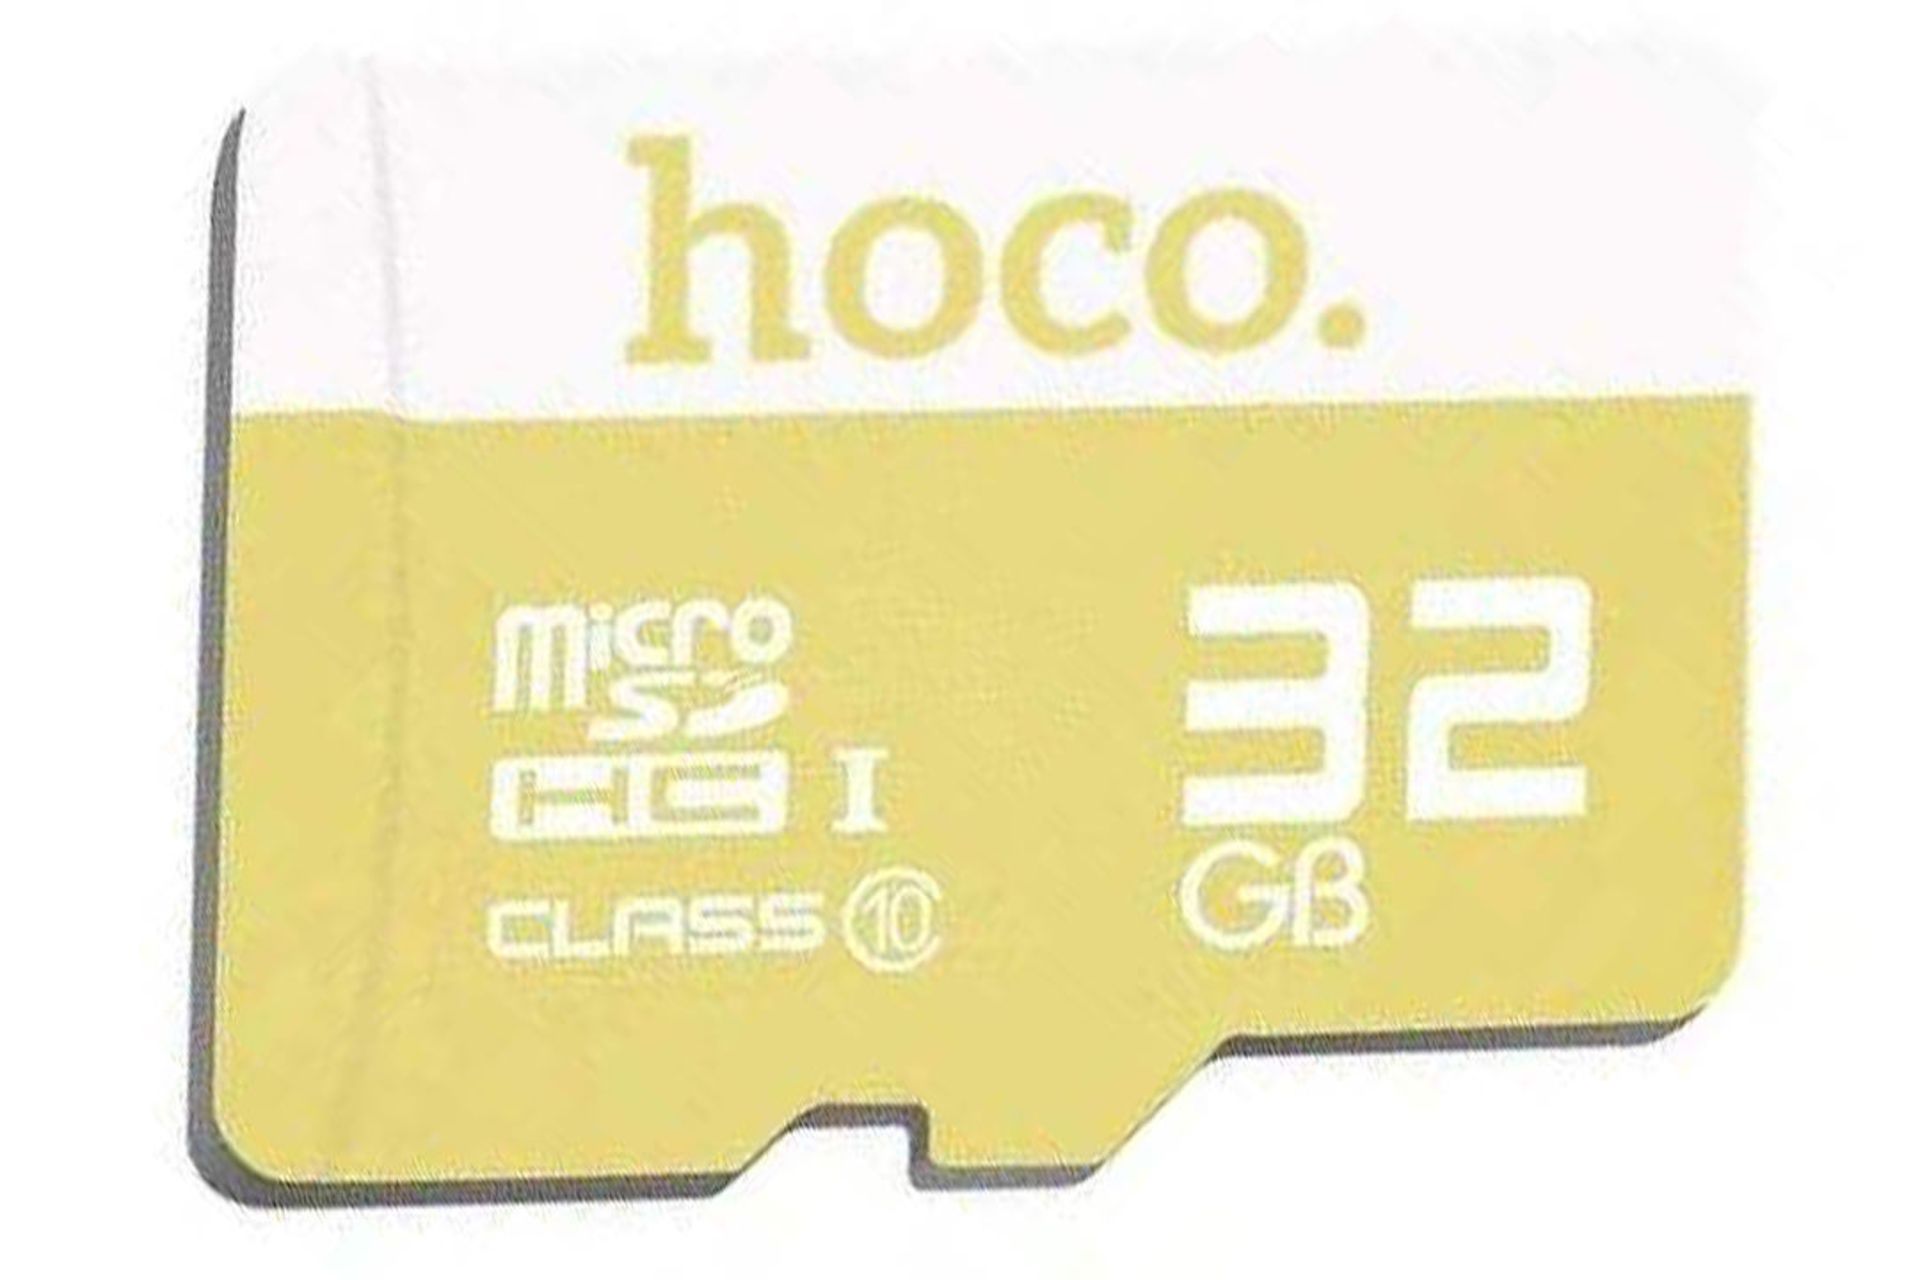 hoco.
micro
SD
HC I
CLASS 10
32
GB